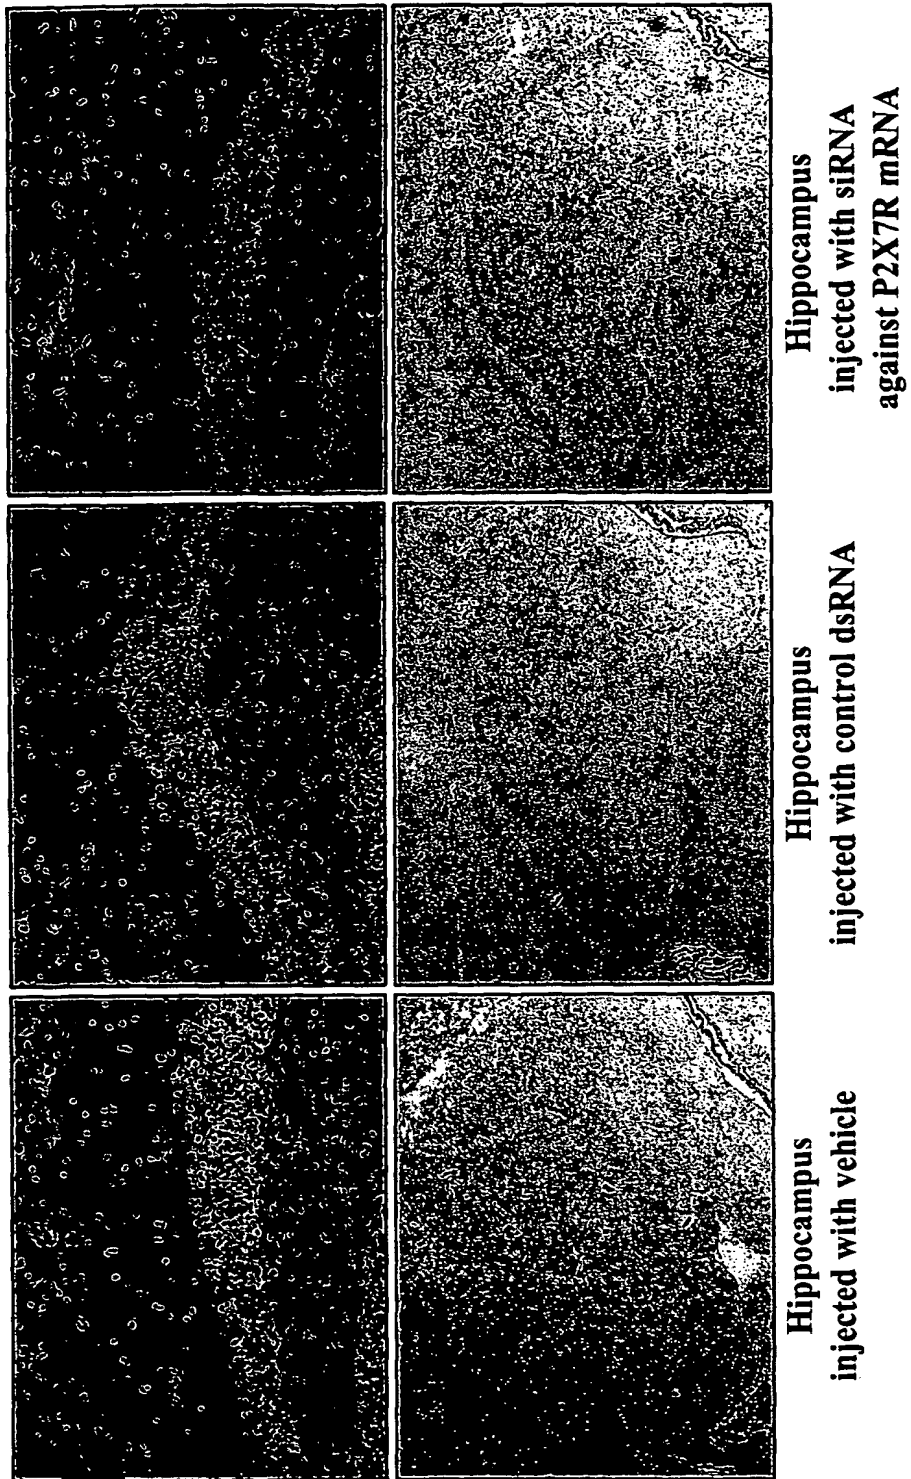 Hippocampus
injected with vehicle
Hippocampus
injected with control dsRNA
Hippocampus
injected with siRNA
against P2X7R mRNA